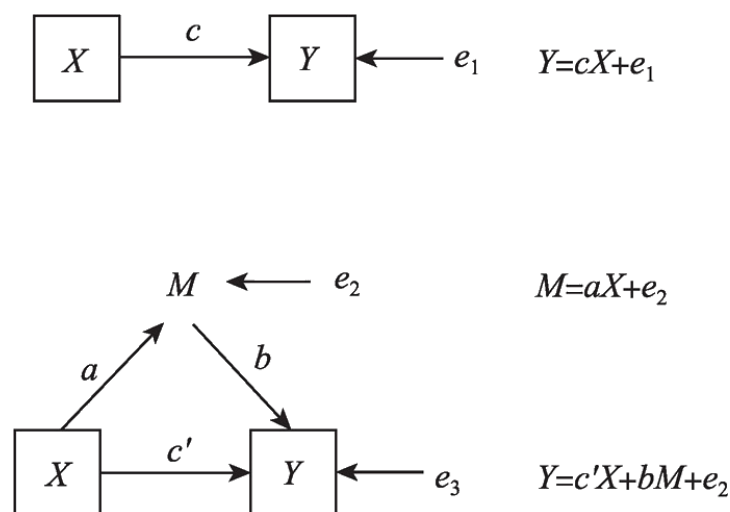 c
X Y e₁ Y=cX+e₁
M e₂ M=aX+e₂
a b
c'
X Y e₃ Y=c'X+bM+e₂